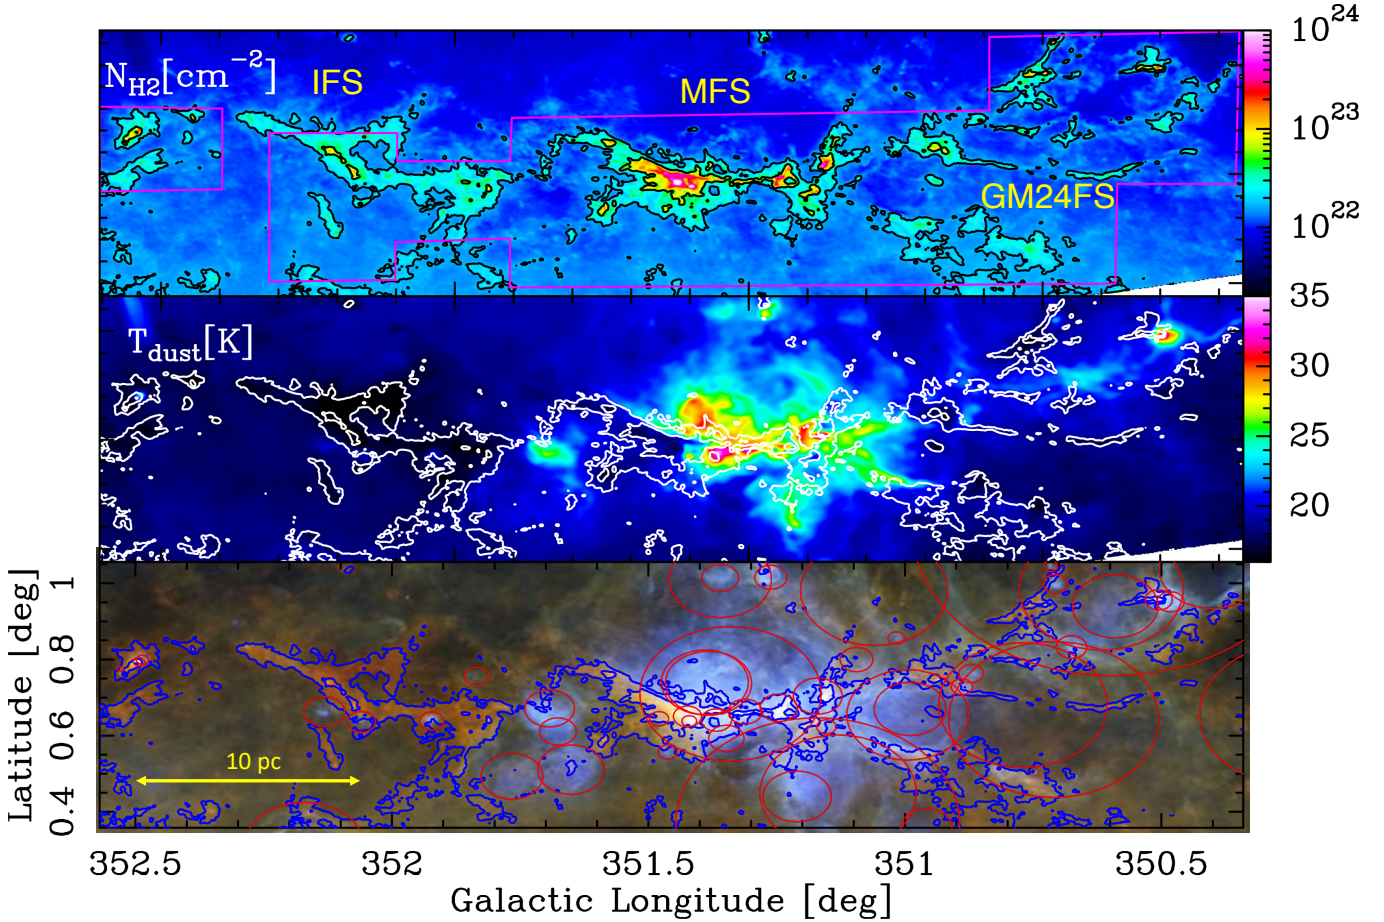 N_H2[cm^-2]
IFS
MFS
GM24FS
10^24
10^23
10^22
T_dust[K]
35
30
25
20
10 pc
Latitude [deg]
1
0.8
0.6
0.4
352.5
352
351.5
351
350.5
Galactic Longitude [deg]